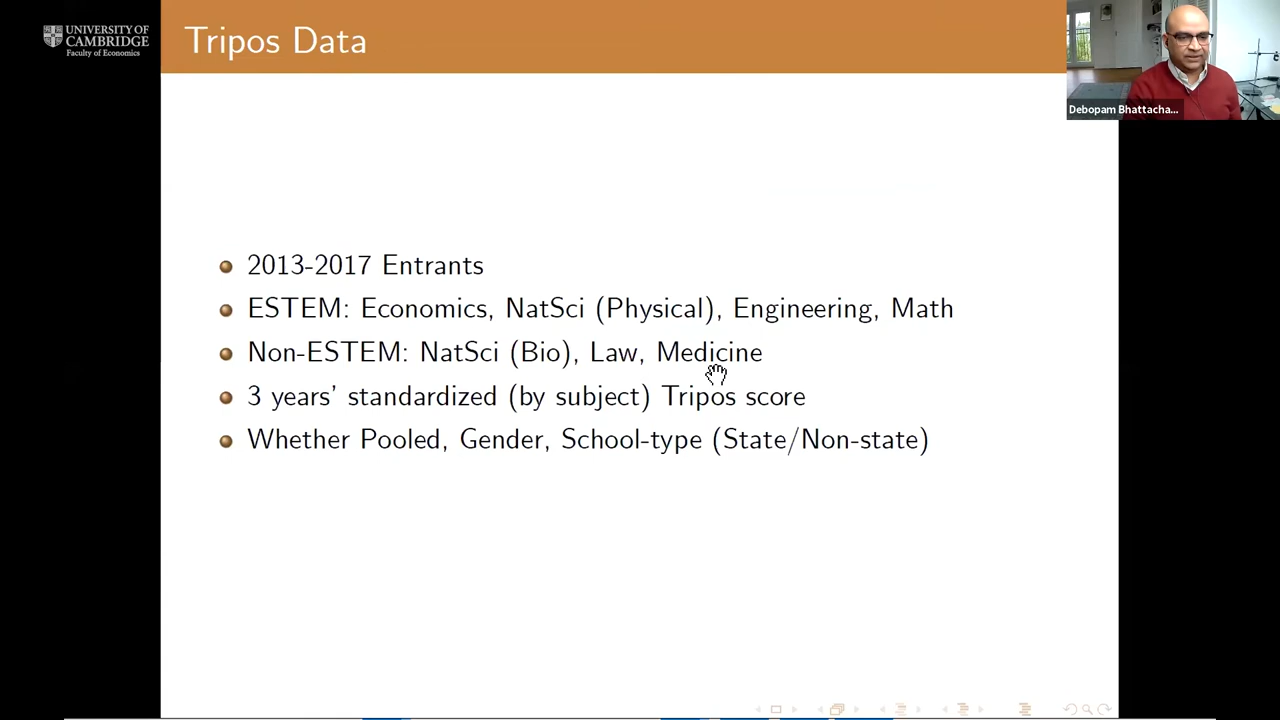 UNIVERSITY OF
CAMBRIDGE
Faculty of Economics
Tripos Data
Debopam Bhattacha...
2013-2017 Entrants
ESTEM: Economics, NatSci (Physical), Engineering, Math
Non-ESTEM: NatSci (Bio), Law, Medicine
3 years' standardized (by subject) Tripos score
Whether Pooled, Gender, School-type (State/Non-state)